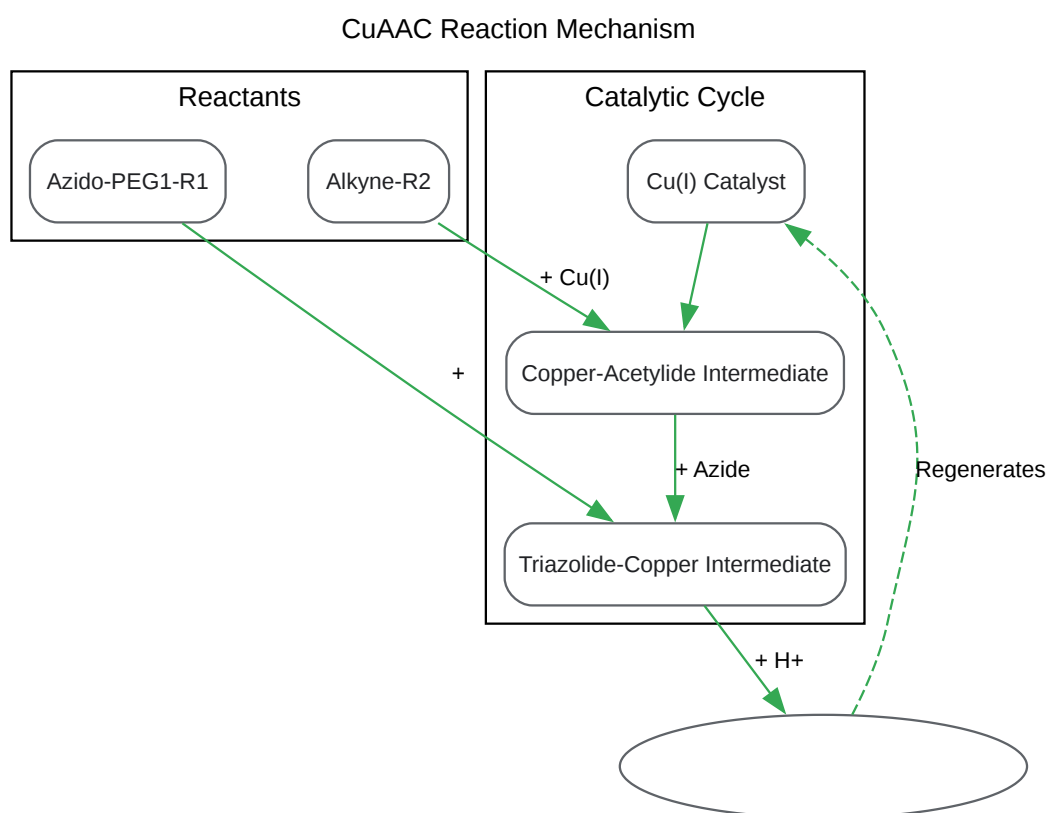 CuAAC Reaction Mechanism
Reactants
Catalytic Cycle
Azido-PEG1-R1
Alkyne-R2
Cu(I) Catalyst
+ Cu(I)
+
Copper-Acetylide Intermediate
+ Azide
Regenerates
Triazolide-Copper Intermediate
+ H+